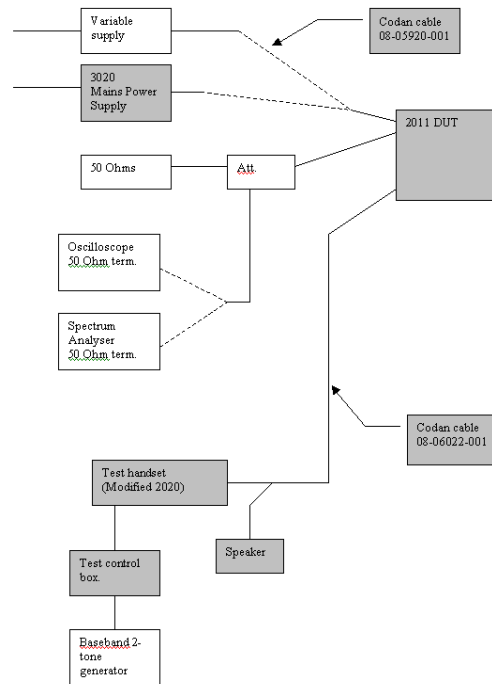 Variable
supply
Codan cable
08-05920-001
3020
Mains Power
Supply
2011 DUT
50 Ohms
Att.
Oscilloscope
50 Ohm term.
Spectrum
Analyser
50 Ohm term.
Codan cable
08-06022-001
Test handset
(Modified 2020)
Speaker
Test control
box.
Baseband 2-
tone
generator